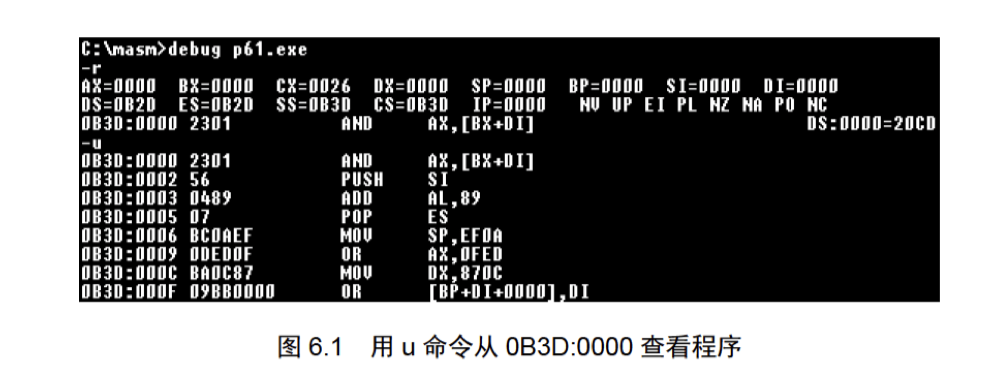 C:\masm>debug p61.exe
-r
AX=0000 BX=0000 CX=0026 DX=0000 SP=0000 BP=0000 SI=0000 DI=0000
DS=0B2D ES=0B2D SS=0B3D CS=0B3D IP=0000 NV UP EI PL NZ NA PO NC
0B3D:0000 2301 AND AX,[BX+DI] DS:0000=20CD
-u
0B3D:0000 2301 AND AX,[BX+DI]
0B3D:0002 56 PUSH SI
0B3D:0003 0489 ADD AL,89
0B3D:0005 07 POP ES
0B3D:0006 BC0AEF MOV SP,EF0A
0B3D:0009 0DED0F OR AX,0FED
0B3D:000C BA0C87 MOV DX,870C
0B3D:000F 09BB0000 OR [BP+DI+0000],DI
图 6.1 用 u 命令从 0B3D:0000 查看程序